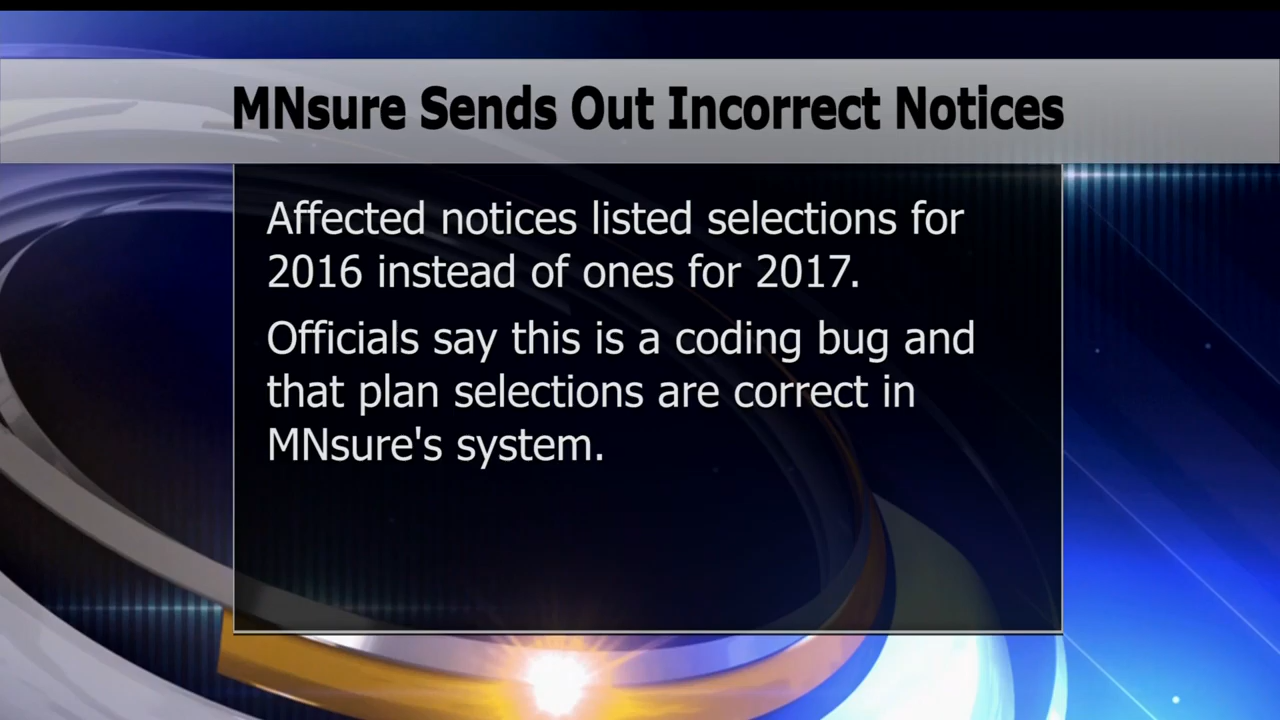 MNsure Sends Out Incorrect Notices
Affected notices listed selections for
2016 instead of ones for 2017.
Officials say this is a coding bug and
that plan selections are correct in
MNsure's system.